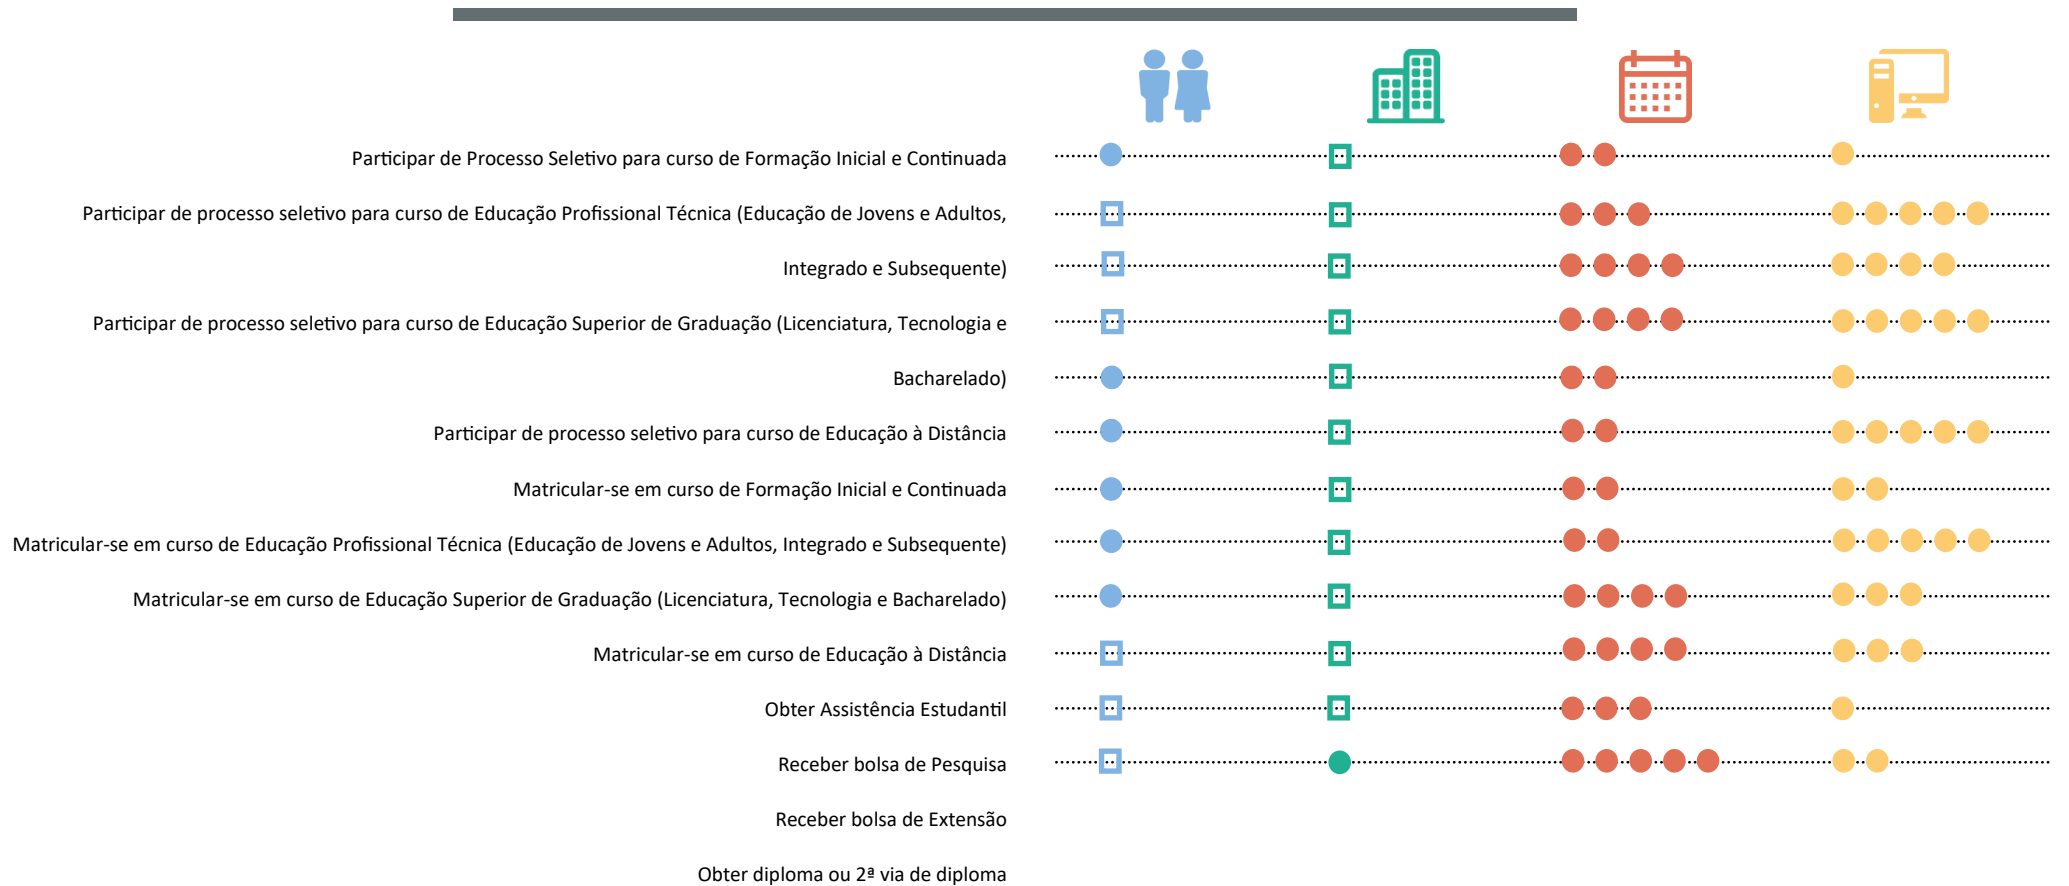 Participar de Processo Seletivo para curso de Formação Inicial e Continuada
Participar de processo seletivo para curso de Educação Profissional Técnica (Educação de Jovens e Adultos,
Integrado e Subsequente)
Participar de processo seletivo para curso de Educação Superior de Graduação (Licenciatura, Tecnologia e
Bacharelado)
Participar de processo seletivo para curso de Educação à Distância
Matricular-se em curso de Formação Inicial e Continuada
Matricular-se em curso de Educação Profissional Técnica (Educação de Jovens e Adultos, Integrado e Subsequente)
Matricular-se em curso de Educação Superior de Graduação (Licenciatura, Tecnologia e Bacharelado)
Matricular-se em curso de Educação à Distância
Obter Assistência Estudantil
Receber bolsa de Pesquisa
Receber bolsa de Extensão
Obter diploma ou 2ª via de diploma